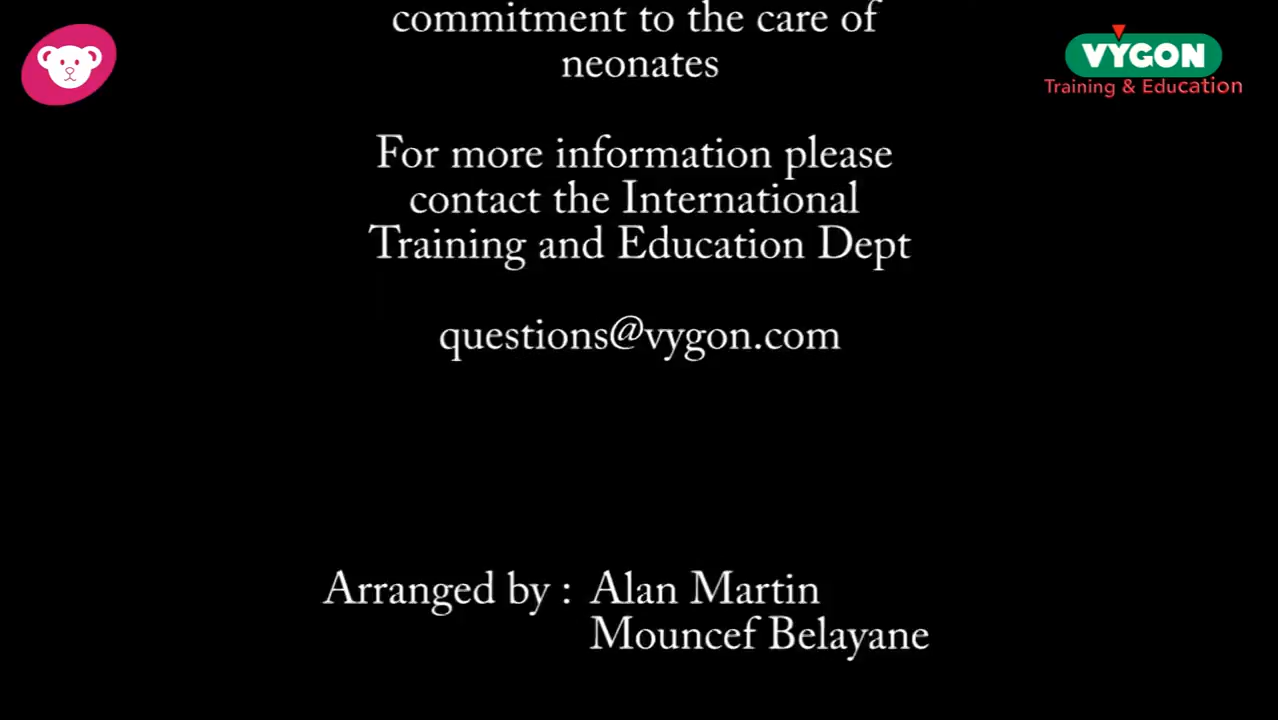 commitment to the care of
neonates
VYGON
Training & Education
For more information please
contact the International
Training and Education Dept
questions@vygon.com
Arranged by : Alan Martin
Mouncef Belayane